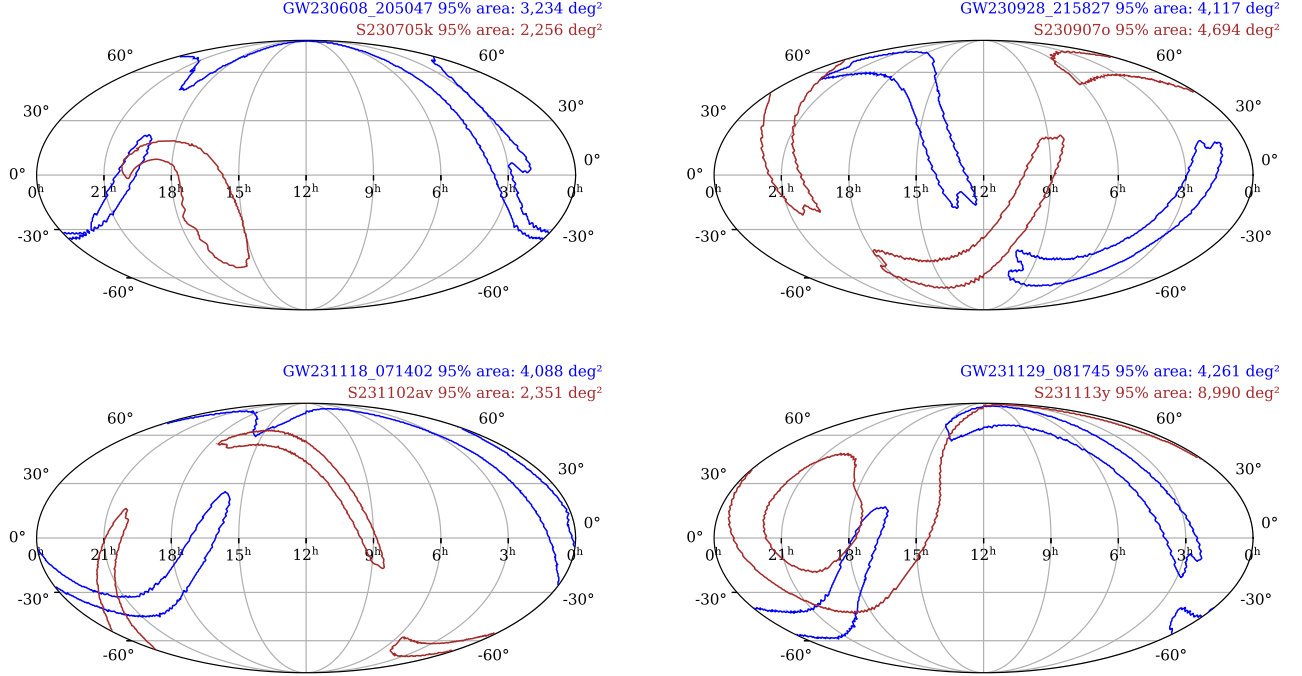 GW230608_205047 95% area: 3,234 deg²
S230705k 95% area: 2,256 deg²
60° 60°
30° 30°
0° 0°
0ʰ 21ʰ 18ʰ 15ʰ 12ʰ 9ʰ 6ʰ 3ʰ 0ʰ
-30° -30°
-60° -60°
GW230928_215827 95% area: 4,117 deg²
S230907o 95% area: 4,694 deg²
60° 60°
30° 30°
0° 0°
0ʰ 21ʰ 18ʰ 15ʰ 12ʰ 9ʰ 6ʰ 3ʰ 0ʰ
-30° -30°
-60° -60°
GW231118_071402 95% area: 4,088 deg²
S231102av 95% area: 2,351 deg²
60° 60°
30° 30°
0° 0°
0ʰ 21ʰ 18ʰ 15ʰ 12ʰ 9ʰ 6ʰ 3ʰ 0ʰ
-30° -30°
-60° -60°
GW231129_081745 95% area: 4,261 deg²
S231113y 95% area: 8,990 deg²
60° 60°
30° 30°
0° 0°
0ʰ 21ʰ 18ʰ 15ʰ 12ʰ 9ʰ 6ʰ 3ʰ 0ʰ
-30° -30°
-60° -60°